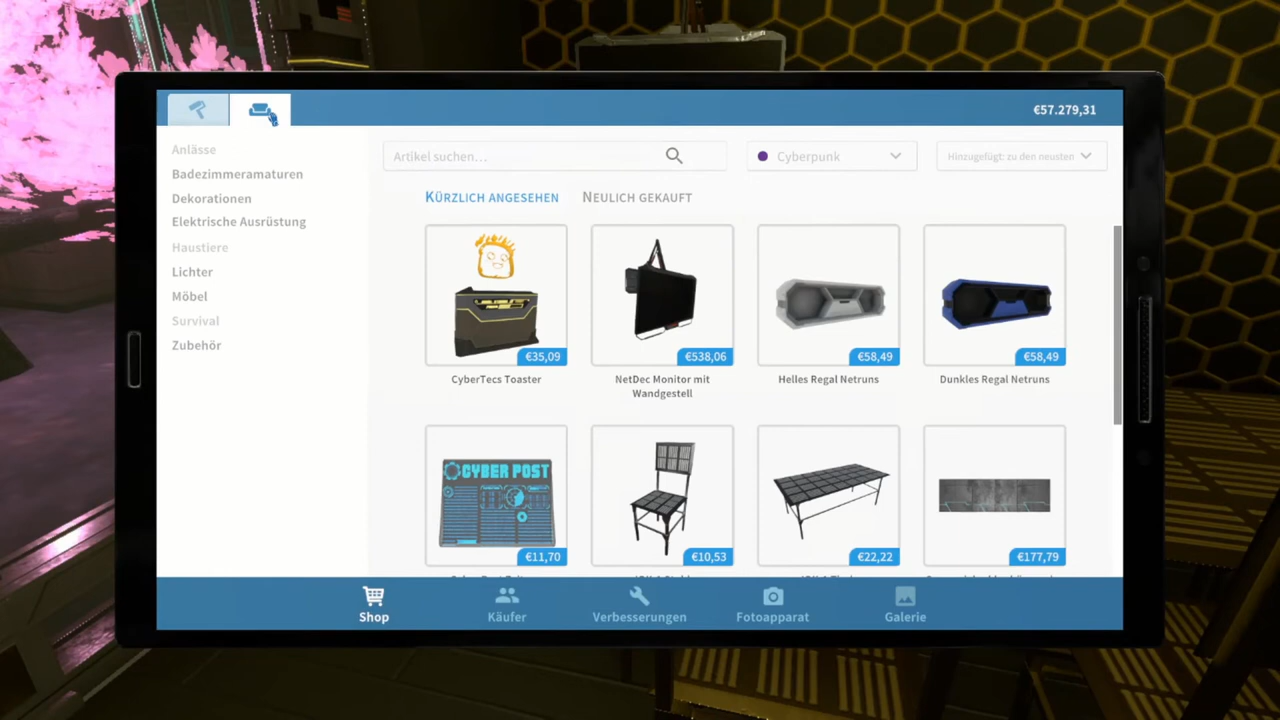 €57.279,31
Anlässe
Badezimmeramaturen
Dekorationen
Elektrische Ausrüstung
Haustiere
Lichter
Möbel
Survival
Zubehör
Artikel suchen...
Cyberpunk
Hinzugefügt: zu den neusten
KÜRZLICH ANGESEHEN
NEULICH GEKAUFT
€35,09
€538,06
€58,49
€58,49
CyberTecs Toaster
NetDec Monitor mit
Wandgestell
Helles Regal Netruns
Dunkles Regal Netruns
CYBER POST
€11,70
€10,53
€22,22
€177,79
Shop
Käufer
Verbesserungen
Fotoapparat
Galerie